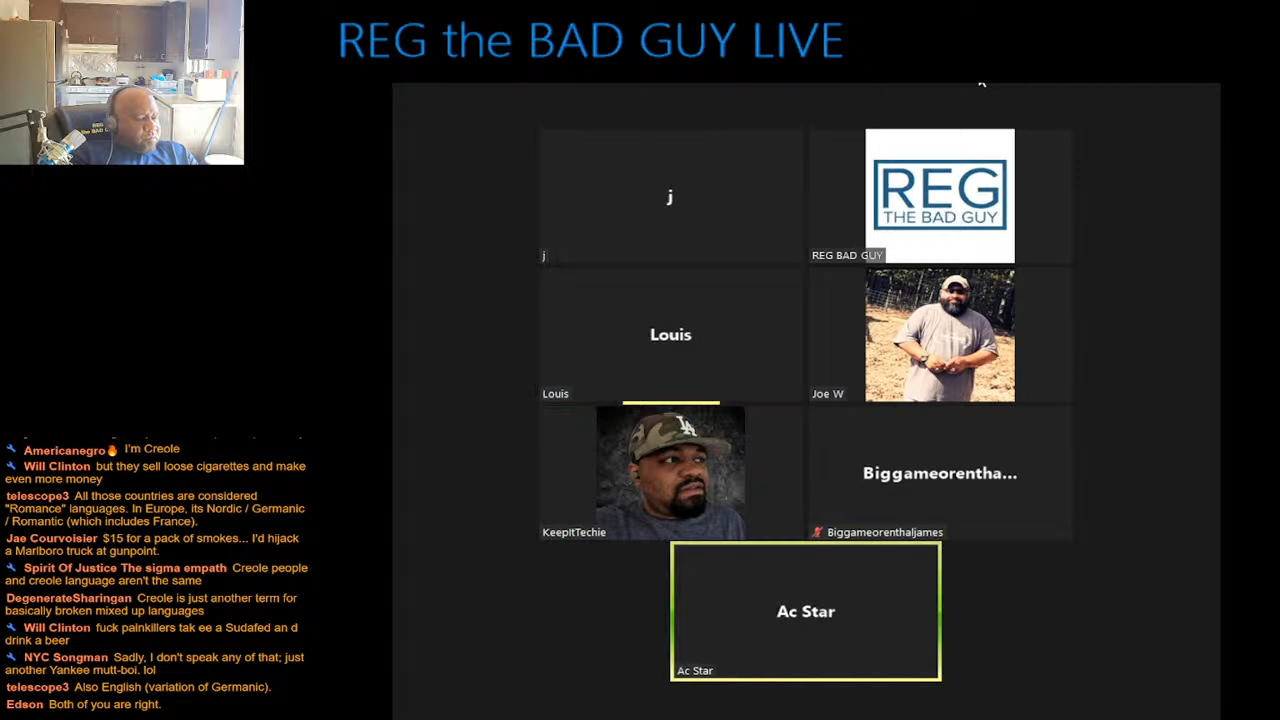 REG the BAD GUY LIVE
REG
the BAD
j
j
REG
THE BAD GUY
REG BAD GUY
Louis
Louis
Joe W
LA
KeepItTechie
Biggameorentha...
Biggameorenthaljames
Ac Star
Ac Star
Americanegro🔥 I'm Creole
Will Clinton but they sell loose cigarettes and make
even more money
telescope3 All those countries are considered
"Romance" languages. In Europe, its Nordic / Germanic
/ Romantic (which includes France).
Jae Courvoisier $15 for a pack of smokes... I'd hijack
a Marlboro truck at gunpoint.
Spirit Of Justice The sigma empath Creole people
and creole language aren't the same
DegenerateSharingan Creole is just another term for
basically broken mixed up languages
Will Clinton fuck painkillers tak ee a Sudafed an d
drink a beer
NYC Songman Sadly, I don't speak any of that; just
another Yankee mutt-boi. lol
telescope3 Also English (variation of Germanic).
Edson Both of you are right.